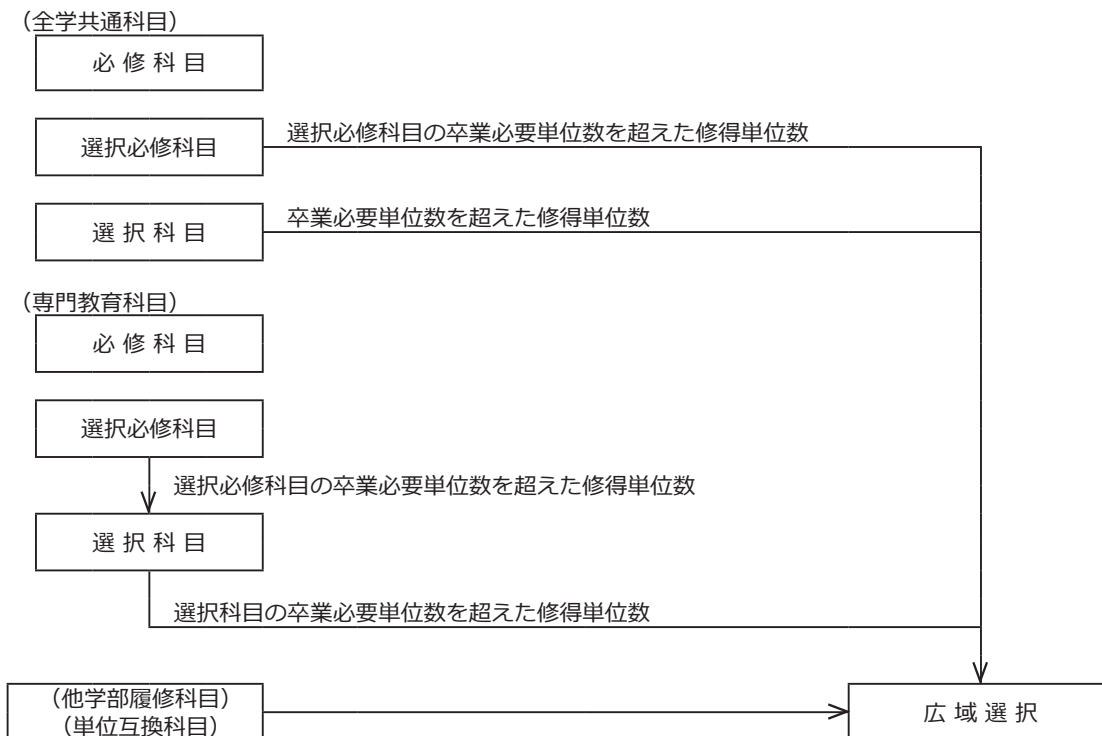 （全学共通科目）
必 修 科 目
選択必修科目
選択必修科目の卒業必要単位数を超えた修得単位数
選 択 科 目
卒業必要単位数を超えた修得単位数
（専門教育科目）
必 修 科 目
選択必修科目
選択必修科目の卒業必要単位数を超えた修得単位数
選 択 科 目
選択科目の卒業必要単位数を超えた修得単位数
（他学部履修科目）
（単位互換科目）
広 域 選 択